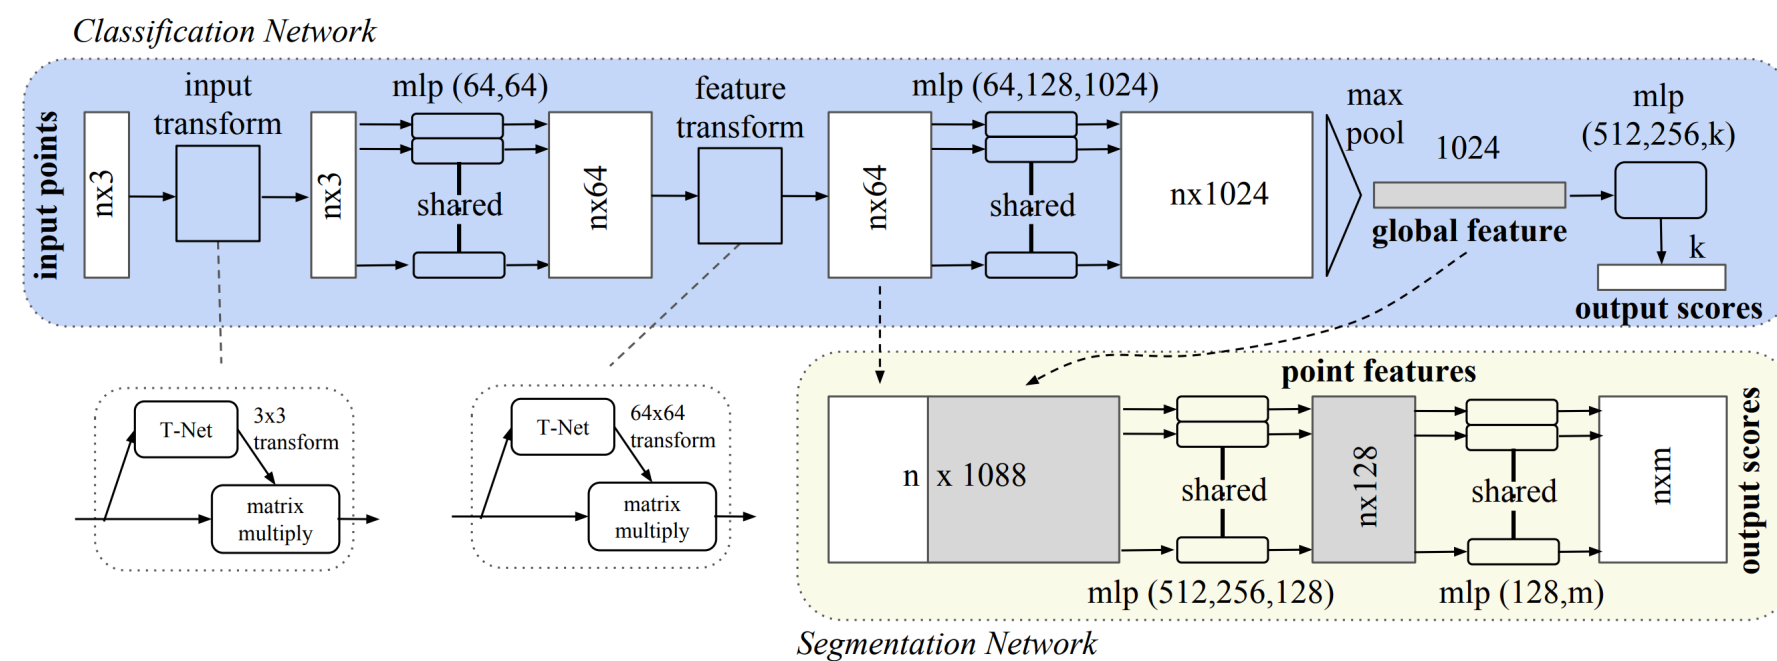 Classification Network
input points
nx3
input
transform
nx3
mlp (64,64)
shared
nx64
feature
transform
nx64
mlp (64,128,1024)
shared
nx1024
max
pool
1024
global feature
mlp
(512,256,k)
k
output scores
T-Net
3x3
transform
matrix
multiply
T-Net
64x64
transform
matrix
multiply
point features
n x 1088
shared
mlp (512,256,128)
nx128
shared
mlp (128,m)
nxm
output scores
Segmentation Network